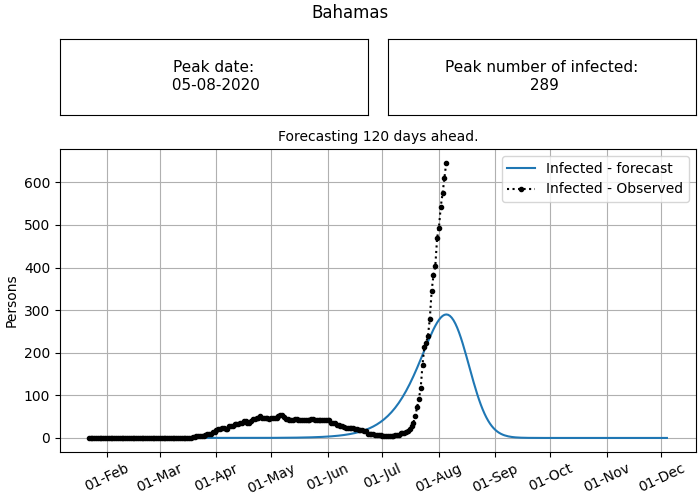 Bahamas
Peak date:
05-08-2020
Peak number of infected:
289
Forecasting 120 days ahead.
Infected - forecast
Infected - Observed
Persons
600
500
400
300
200
100
0
01-Feb
01-Mar
01-Apr
01-May
01-Jun
01-Jul
01-Aug
01-Sep
01-Oct
01-Nov
01-Dec